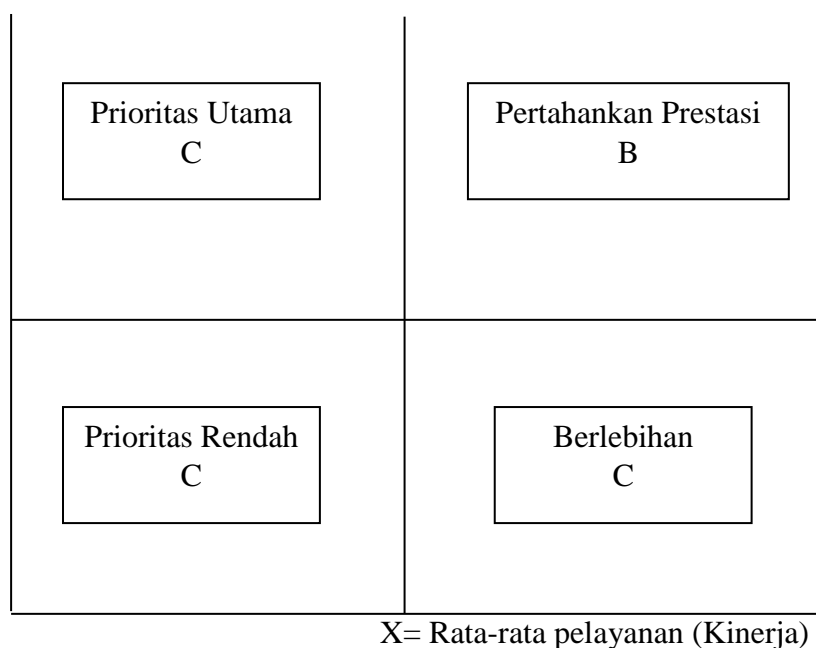 Prioritas Utama
C
Pertahankan Prestasi
B
Prioritas Rendah
C
Berlebihan
C
X= Rata-rata pelayanan (Kinerja)